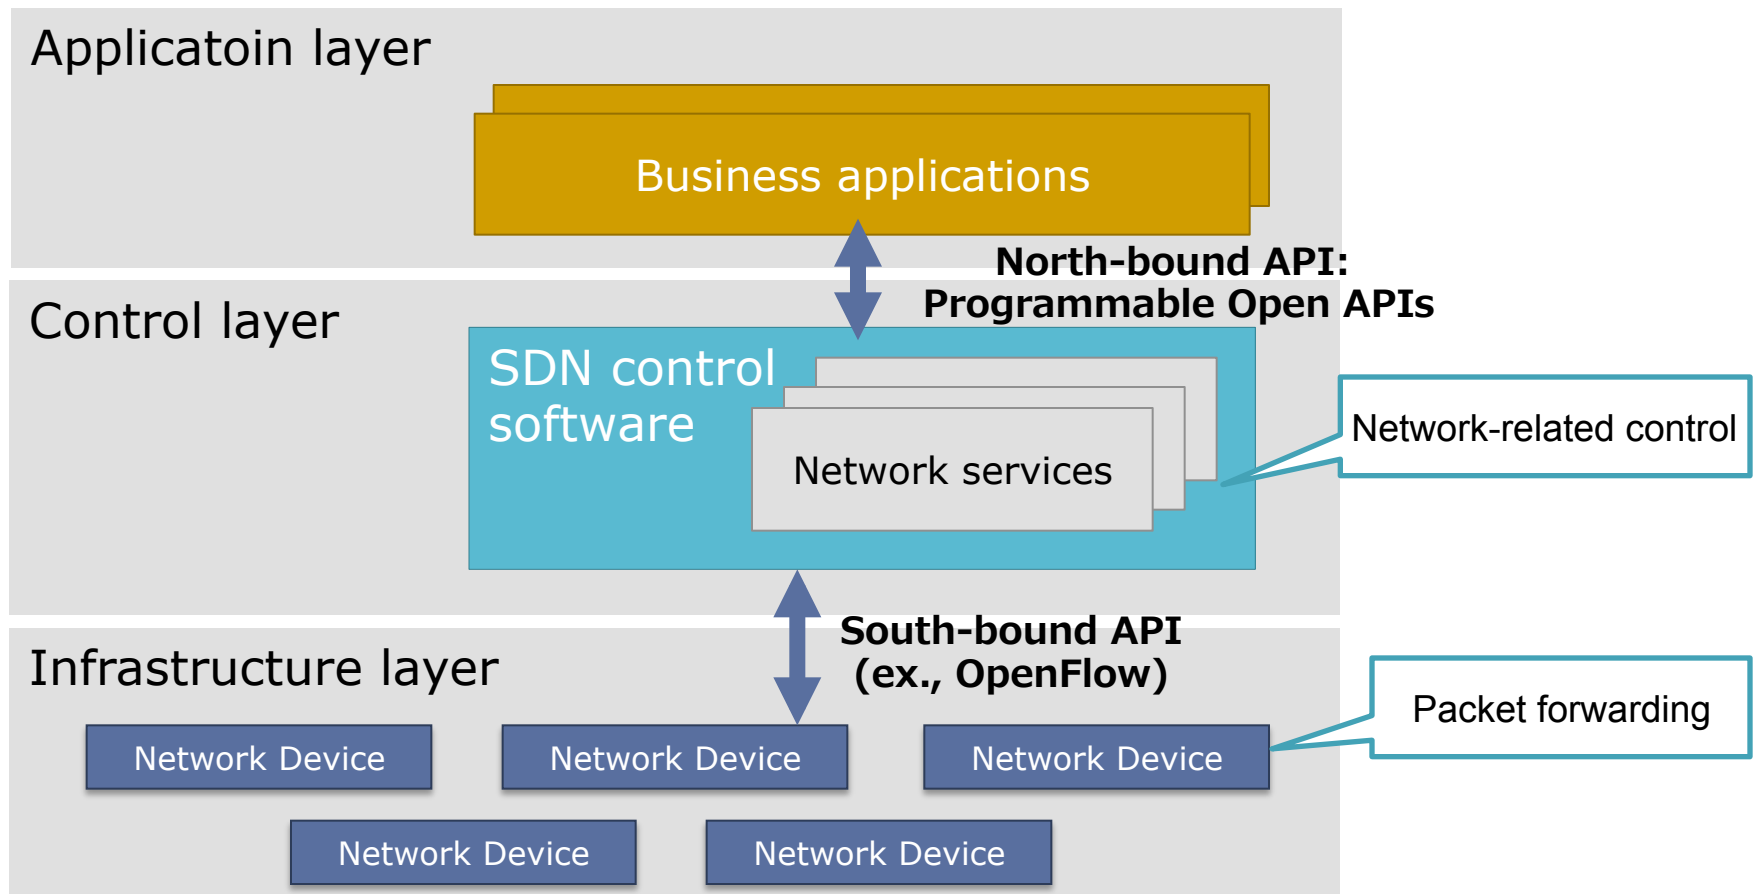 Applicatoin layer
Business applications
North-bound API:
Programmable Open APIs
Control layer
SDN control
software
Network services
Network-related control
South-bound API
(ex., OpenFlow)
Infrastructure layer
Packet forwarding
Network Device
Network Device
Network Device
Network Device
Network Device